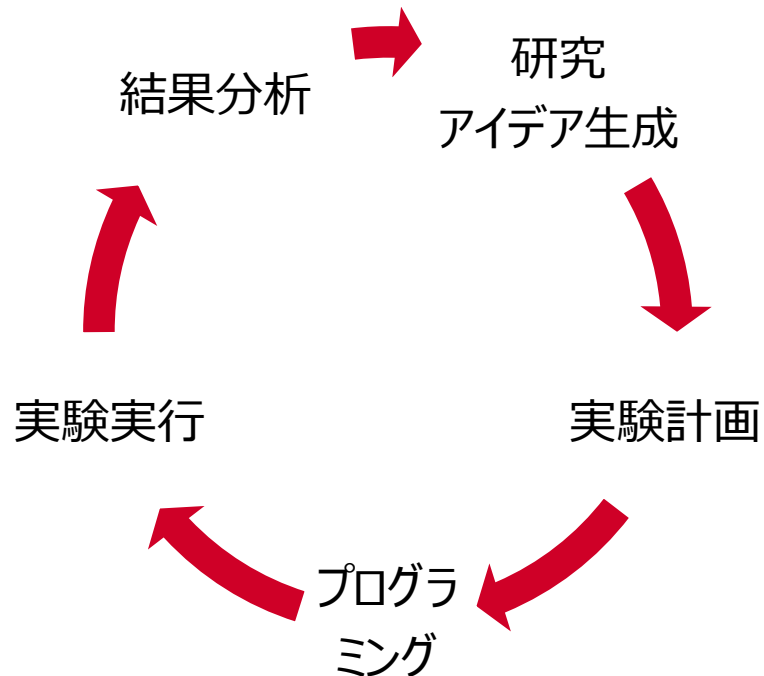 研究
アイデア生成
実験計画
プログラ
ミング
実験実行
結果分析